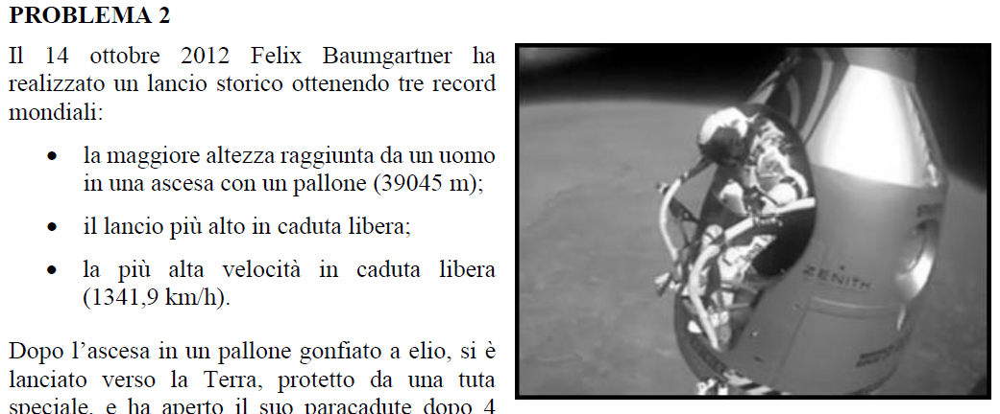 PROBLEMA 2
Il 14 ottobre 2012 Felix Baumgartner ha
realizzato un lancio storico ottenendo tre record
mondiali:
• la maggiore altezza raggiunta da un uomo
in una ascesa con un pallone (39045 m);
• il lancio più alto in caduta libera;
• la più alta velocità in caduta libera
(1341,9 km/h).
Dopo l'ascesa in un pallone gonfiato a elio, si è
lanciato verso la Terra, protetto da una tuta
speciale, e ha aperto il suo paracadute dopo 4
ZENITH